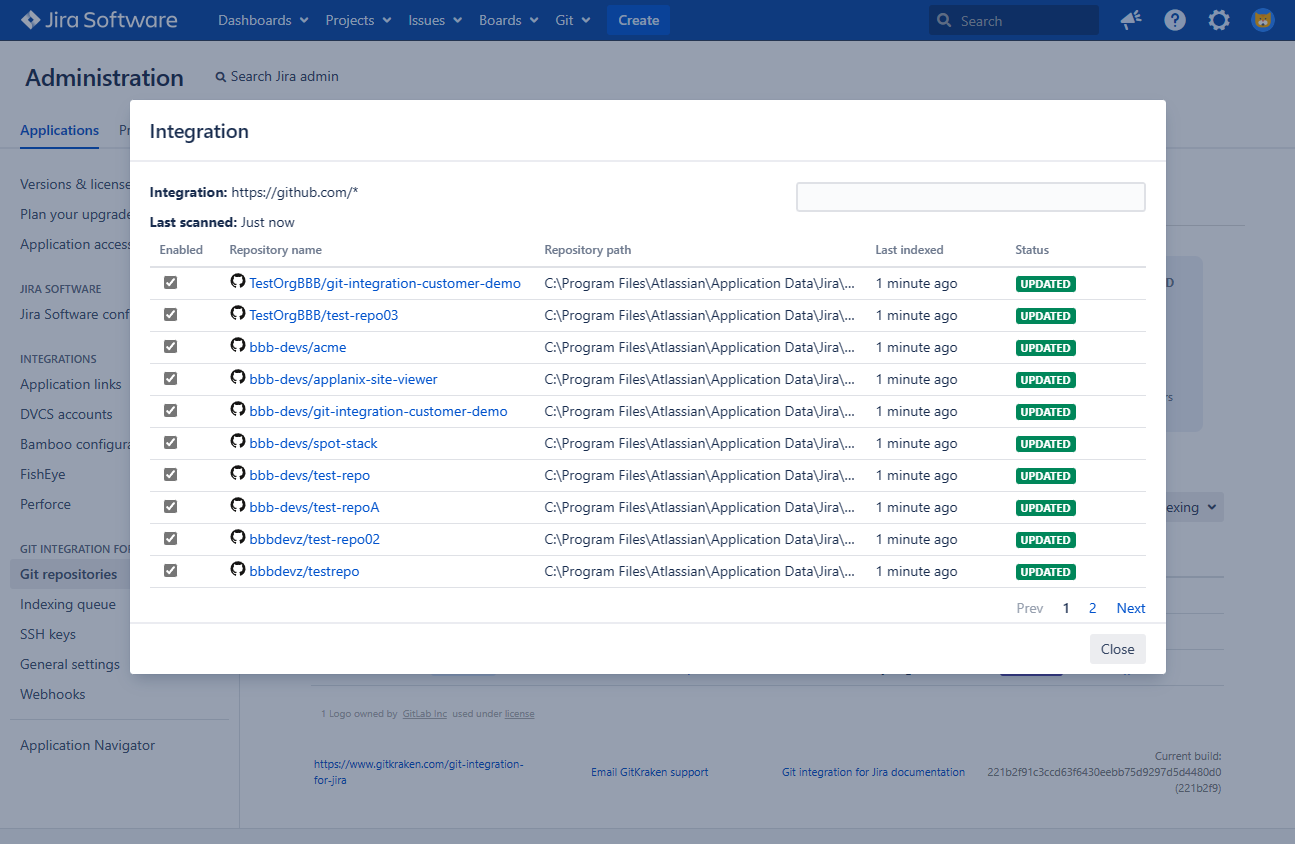 Jira Software
Dashboards Projects Issues Boards Git Create Search
Administration Search Jira admin
Applications
Integration
Versions & license
Plan your upgrade
Application access
JIRA SOFTWARE
Jira Software conf
INTEGRATIONS
Application links
DVCS accounts
Bamboo configura
FishEye
Perforce
GIT INTEGRATION FOR
Git repositories
Indexing queue
SSH keys
General settings
Webhooks
Application Navigator
Integration: https://github.com/*
Last scanned: Just now
Enabled Repository name Repository path Last indexed Status
TestOrgBBB/git-integration-customer-demo C:\Program Files\Atlassian\Application Data\Jira\... 1 minute ago UPDATED
TestOrgBBB/test-repo03 C:\Program Files\Atlassian\Application Data\Jira\... 1 minute ago UPDATED
bbb-devs/acme C:\Program Files\Atlassian\Application Data\Jira\... 1 minute ago UPDATED
bbb-devs/applanix-site-viewer C:\Program Files\Atlassian\Application Data\Jira\... 1 minute ago UPDATED
bbb-devs/git-integration-customer-demo C:\Program Files\Atlassian\Application Data\Jira\... 1 minute ago UPDATED
bbb-devs/spot-stack C:\Program Files\Atlassian\Application Data\Jira\... 1 minute ago UPDATED
bbb-devs/test-repo C:\Program Files\Atlassian\Application Data\Jira\... 1 minute ago UPDATED
bbb-devs/test-repoA C:\Program Files\Atlassian\Application Data\Jira\... 1 minute ago UPDATED
bbbdevz/test-repo02 C:\Program Files\Atlassian\Application Data\Jira\... 1 minute ago UPDATED
bbbdevz/testrepo C:\Program Files\Atlassian\Application Data\Jira\... 1 minute ago UPDATED
Prev 1 2 Next
Close
exing
1 Logo owned by GitLab Inc used under license
https://www.gitkraken.com/git-integration-
for-jira
Email GitKraken support
Git integration for Jira documentation
Current build:
221b2f91c3ccd63f6430eebb75d9297d5d4480d0
(221b2f9)